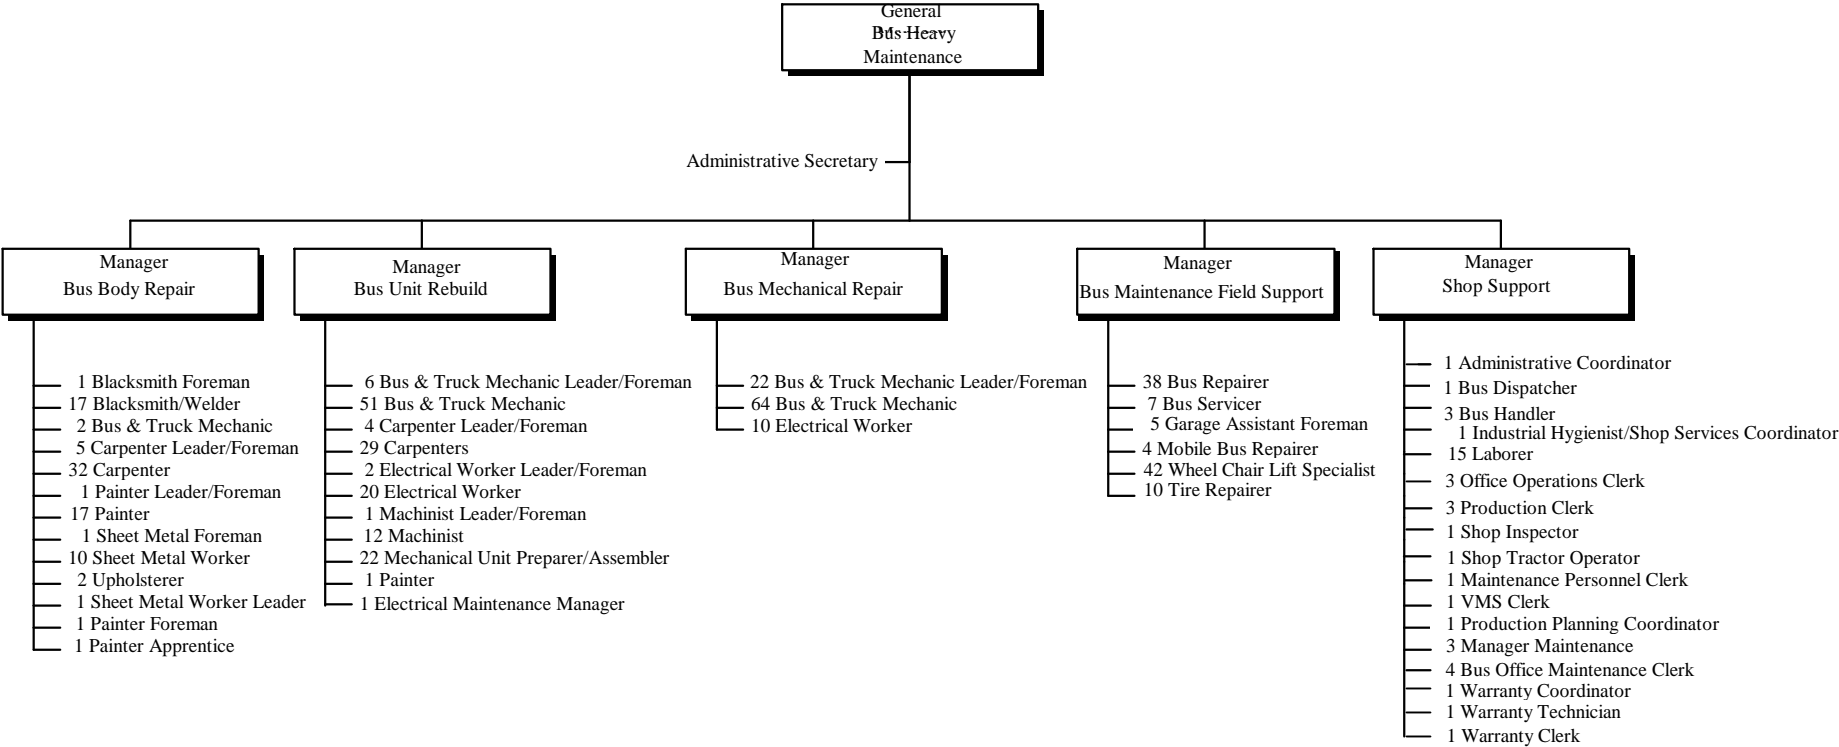 General
Bus Heavy
Maintenance
Administrative Secretary
Manager
Bus Body Repair
1 Blacksmith Foreman
17 Blacksmith/Welder
2 Bus & Truck Mechanic
5 Carpenter Leader/Foreman
32 Carpenter
1 Painter Leader/Foreman
17 Painter
1 Sheet Metal Foreman
10 Sheet Metal Worker
2 Upholsterer
1 Sheet Metal Worker Leader
1 Painter Foreman
1 Painter Apprentice
Manager
Bus Unit Rebuild
6 Bus & Truck Mechanic Leader/Foreman
51 Bus & Truck Mechanic
4 Carpenter Leader/Foreman
29 Carpenters
2 Electrical Worker Leader/Foreman
20 Electrical Worker
1 Machinist Leader/Foreman
12 Machinist
22 Mechanical Unit Preparer/Assembler
1 Painter
1 Electrical Maintenance Manager
Manager
Bus Mechanical Repair
22 Bus & Truck Mechanic Leader/Foreman
64 Bus & Truck Mechanic
10 Electrical Worker
Manager
Bus Maintenance Field Support
38 Bus Repairer
7 Bus Servicer
5 Garage Assistant Foreman
4 Mobile Bus Repairer
42 Wheel Chair Lift Specialist
10 Tire Repairer
Manager
Shop Support
1 Administrative Coordinator
1 Bus Dispatcher
3 Bus Handler
1 Industrial Hygienist/Shop Services Coordinator
15 Laborer
3 Office Operations Clerk
3 Production Clerk
1 Shop Inspector
1 Shop Tractor Operator
1 Maintenance Personnel Clerk
1 VMS Clerk
1 Production Planning Coordinator
3 Manager Maintenance
4 Bus Office Maintenance Clerk
1 Warranty Coordinator
1 Warranty Technician
1 Warranty Clerk